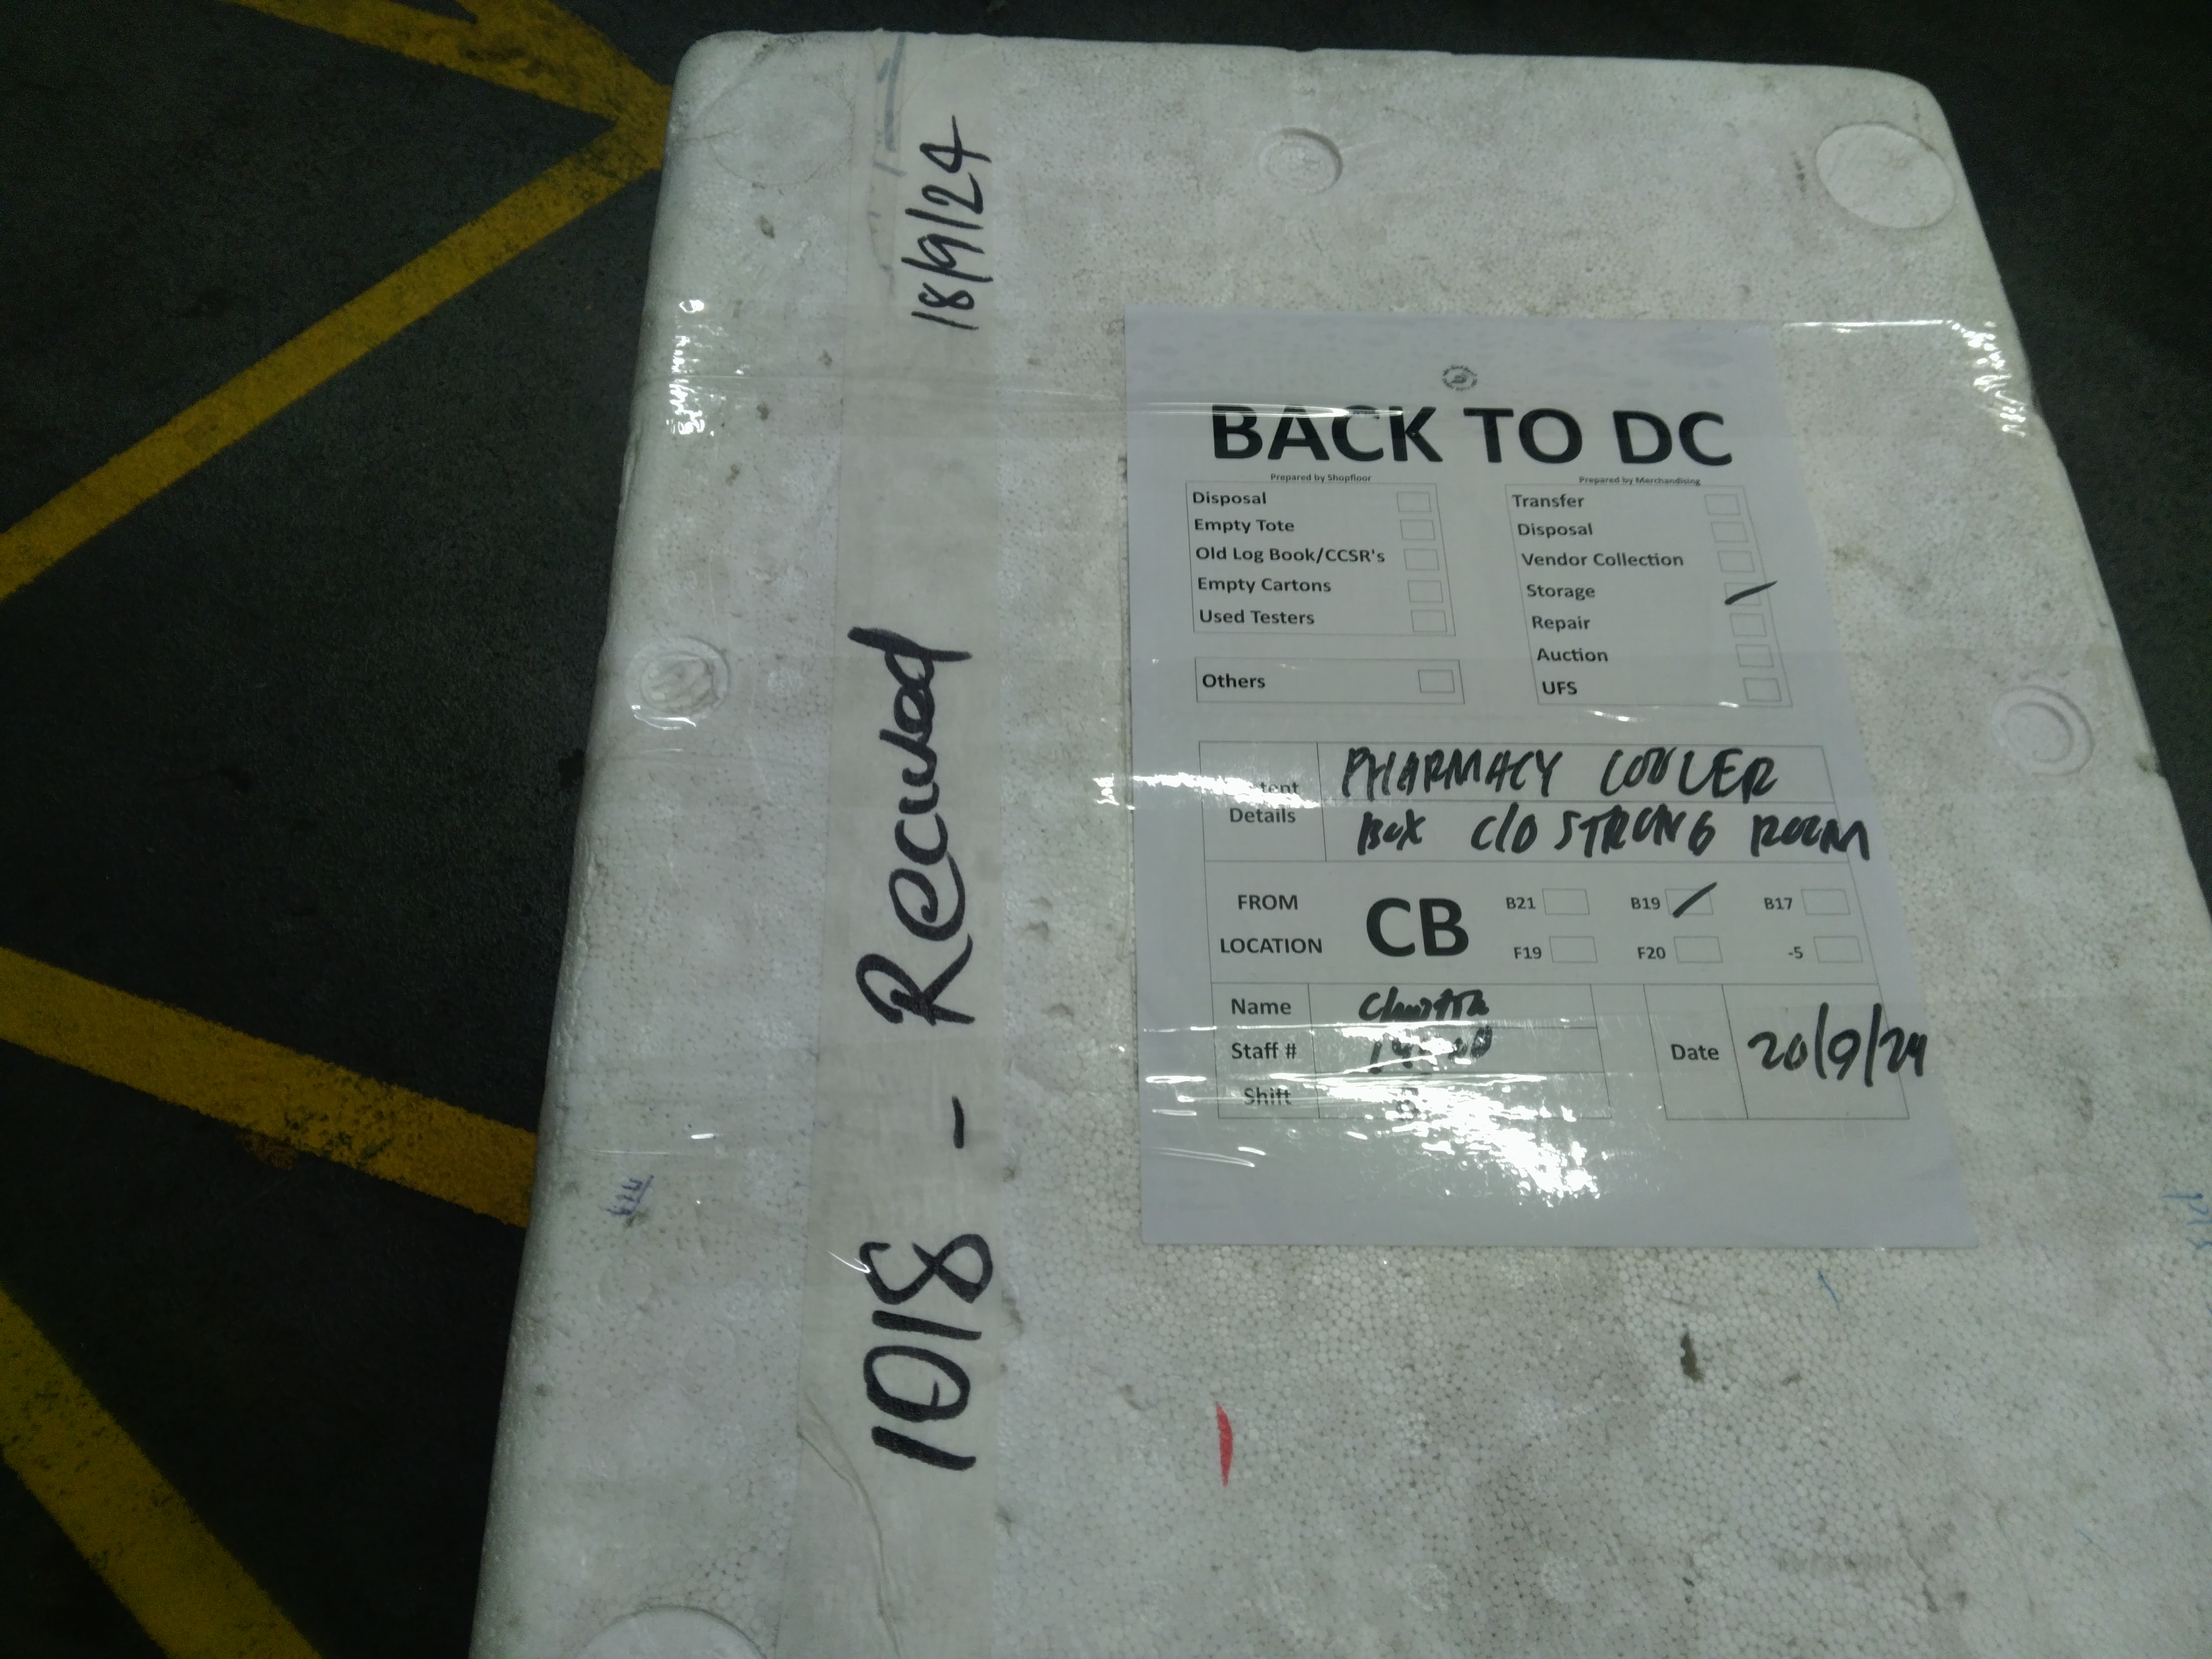 18/9/24
1018 - Received
BACK TO DC
Prepared by Shopfloor
Disposal
Empty Tote
Old Log Book/CCSR's
Empty Cartons
Used Testers
Others
Prepared by Merchandising
Transfer
Disposal
Vendor Collection
Storage
Repair
Auction
UFS
Details
PHARMACY COOLER
BOX C/O STRONG ROOM
FROM
LOCATION
CB
B21 B19 B17
F19 F20 -5
Name
Staff #
Shift
Date 20/9/24